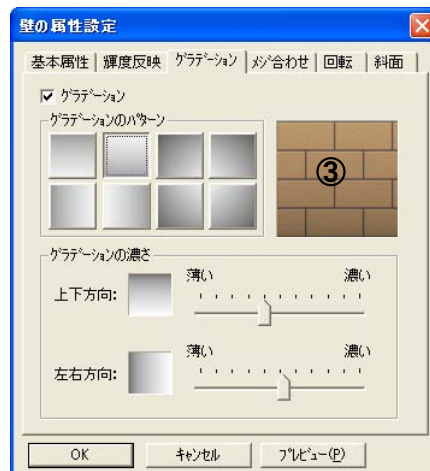 壁の属性設定
基本属性 輝度反映 グラデーション メジ合わせ 回転 斜面
グラデーション
グラデーションのパターン
③
グラデーションの濃さ
薄い 濃い
上下方向:
薄い 濃い
左右方向:
OK キャンセル プレビュー(P)